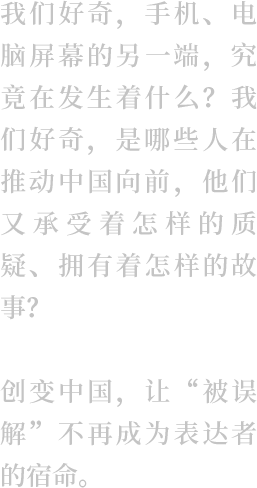 我们好奇，手机、电
脑屏幕的另一端，究
竟在发生着什么？我
们好奇，是哪些人在
推动中国向前，他们
又承受着怎样的质
疑、拥有着怎样的故
事？
创变中国，让“被误
解”不再成为表达者
的宿命。